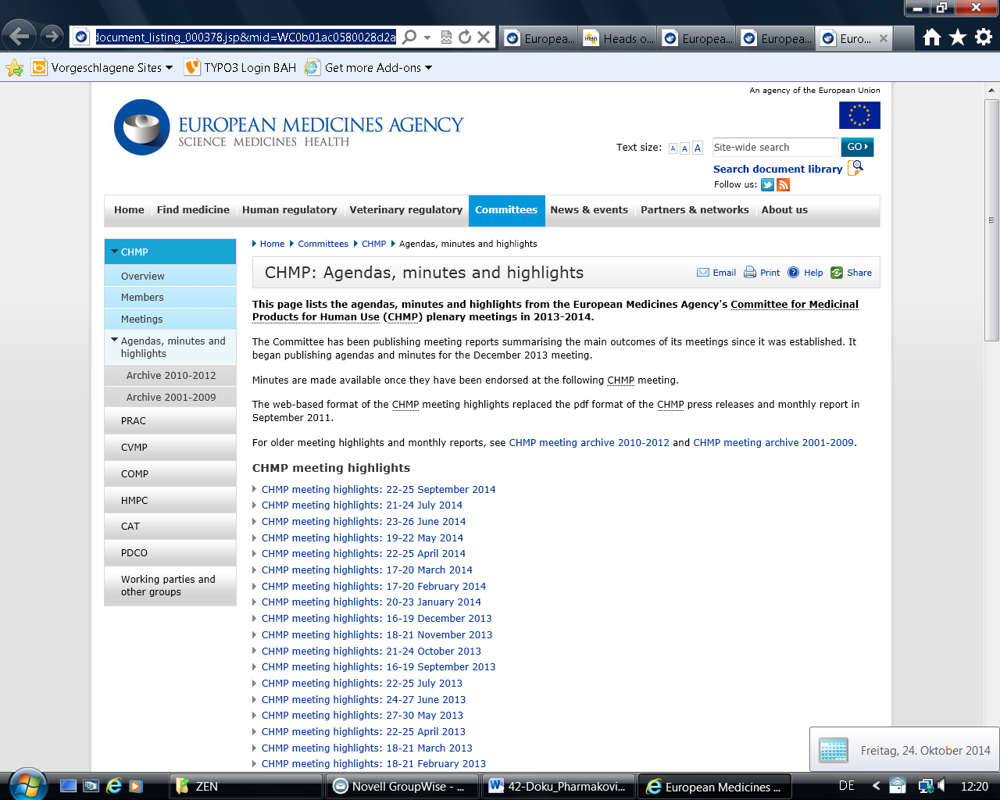 document_listing_000378.jsp&mid=WC0b01ac0580028d2a
Europea...
HMA
Heads o...
Europea...
Europea...
Euro...
Vorgeschlagene Sites
TYPO3 Login BAH
Get more Add-ons
An agency of the European Union
EUROPEAN MEDICINES AGENCY
SCIENCE MEDICINES HEALTH
Text size: A A A
Site-wide search
GO
Search document library
Follow us:
Home
Find medicine
Human regulatory
Veterinary regulatory
Committees
News & events
Partners & networks
About us
CHMP
Overview
Members
Meetings
Agendas, minutes and
highlights
Archive 2010-2012
Archive 2001-2009
PRAC
CVMP
COMP
HMPC
CAT
PDCO
Working parties and
other groups
Home Committees CHMP Agendas, minutes and highlights
CHMP: Agendas, minutes and highlights
Email Print Help Share
This page lists the agendas, minutes and highlights from the European Medicines Agency's Committee for Medicinal
Products for Human Use (CHMP) plenary meetings in 2013-2014.
The Committee has been publishing meeting reports summarising the main outcomes of its meetings since it was established. It
began publishing agendas and minutes for the December 2013 meeting.
Minutes are made available once they have been endorsed at the following CHMP meeting.
The web-based format of the CHMP meeting highlights replaced the pdf format of the CHMP press releases and monthly report in
September 2011.
For older meeting highlights and monthly reports, see CHMP meeting archive 2010-2012 and CHMP meeting archive 2001-2009.
CHMP meeting highlights
CHMP meeting highlights: 22-25 September 2014
CHMP meeting highlights: 21-24 July 2014
CHMP meeting highlights: 23-26 June 2014
CHMP meeting highlights: 19-22 May 2014
CHMP meeting highlights: 22-25 April 2014
CHMP meeting highlights: 17-20 March 2014
CHMP meeting highlights: 17-20 February 2014
CHMP meeting highlights: 20-23 January 2014
CHMP meeting highlights: 16-19 December 2013
CHMP meeting highlights: 18-21 November 2013
CHMP meeting highlights: 21-24 October 2013
CHMP meeting highlights: 16-19 September 2013
CHMP meeting highlights: 22-25 July 2013
CHMP meeting highlights: 24-27 June 2013
CHMP meeting highlights: 27-30 May 2013
CHMP meeting highlights: 22-25 April 2013
CHMP meeting highlights: 18-21 March 2013
CHMP meeting highlights: 18-21 February 2013
Freitag, 24. Oktober 2014
ZEN
Novell GroupWise - ...
42-Doku_Pharmakovi...
European Medicines ...
DE
12:20